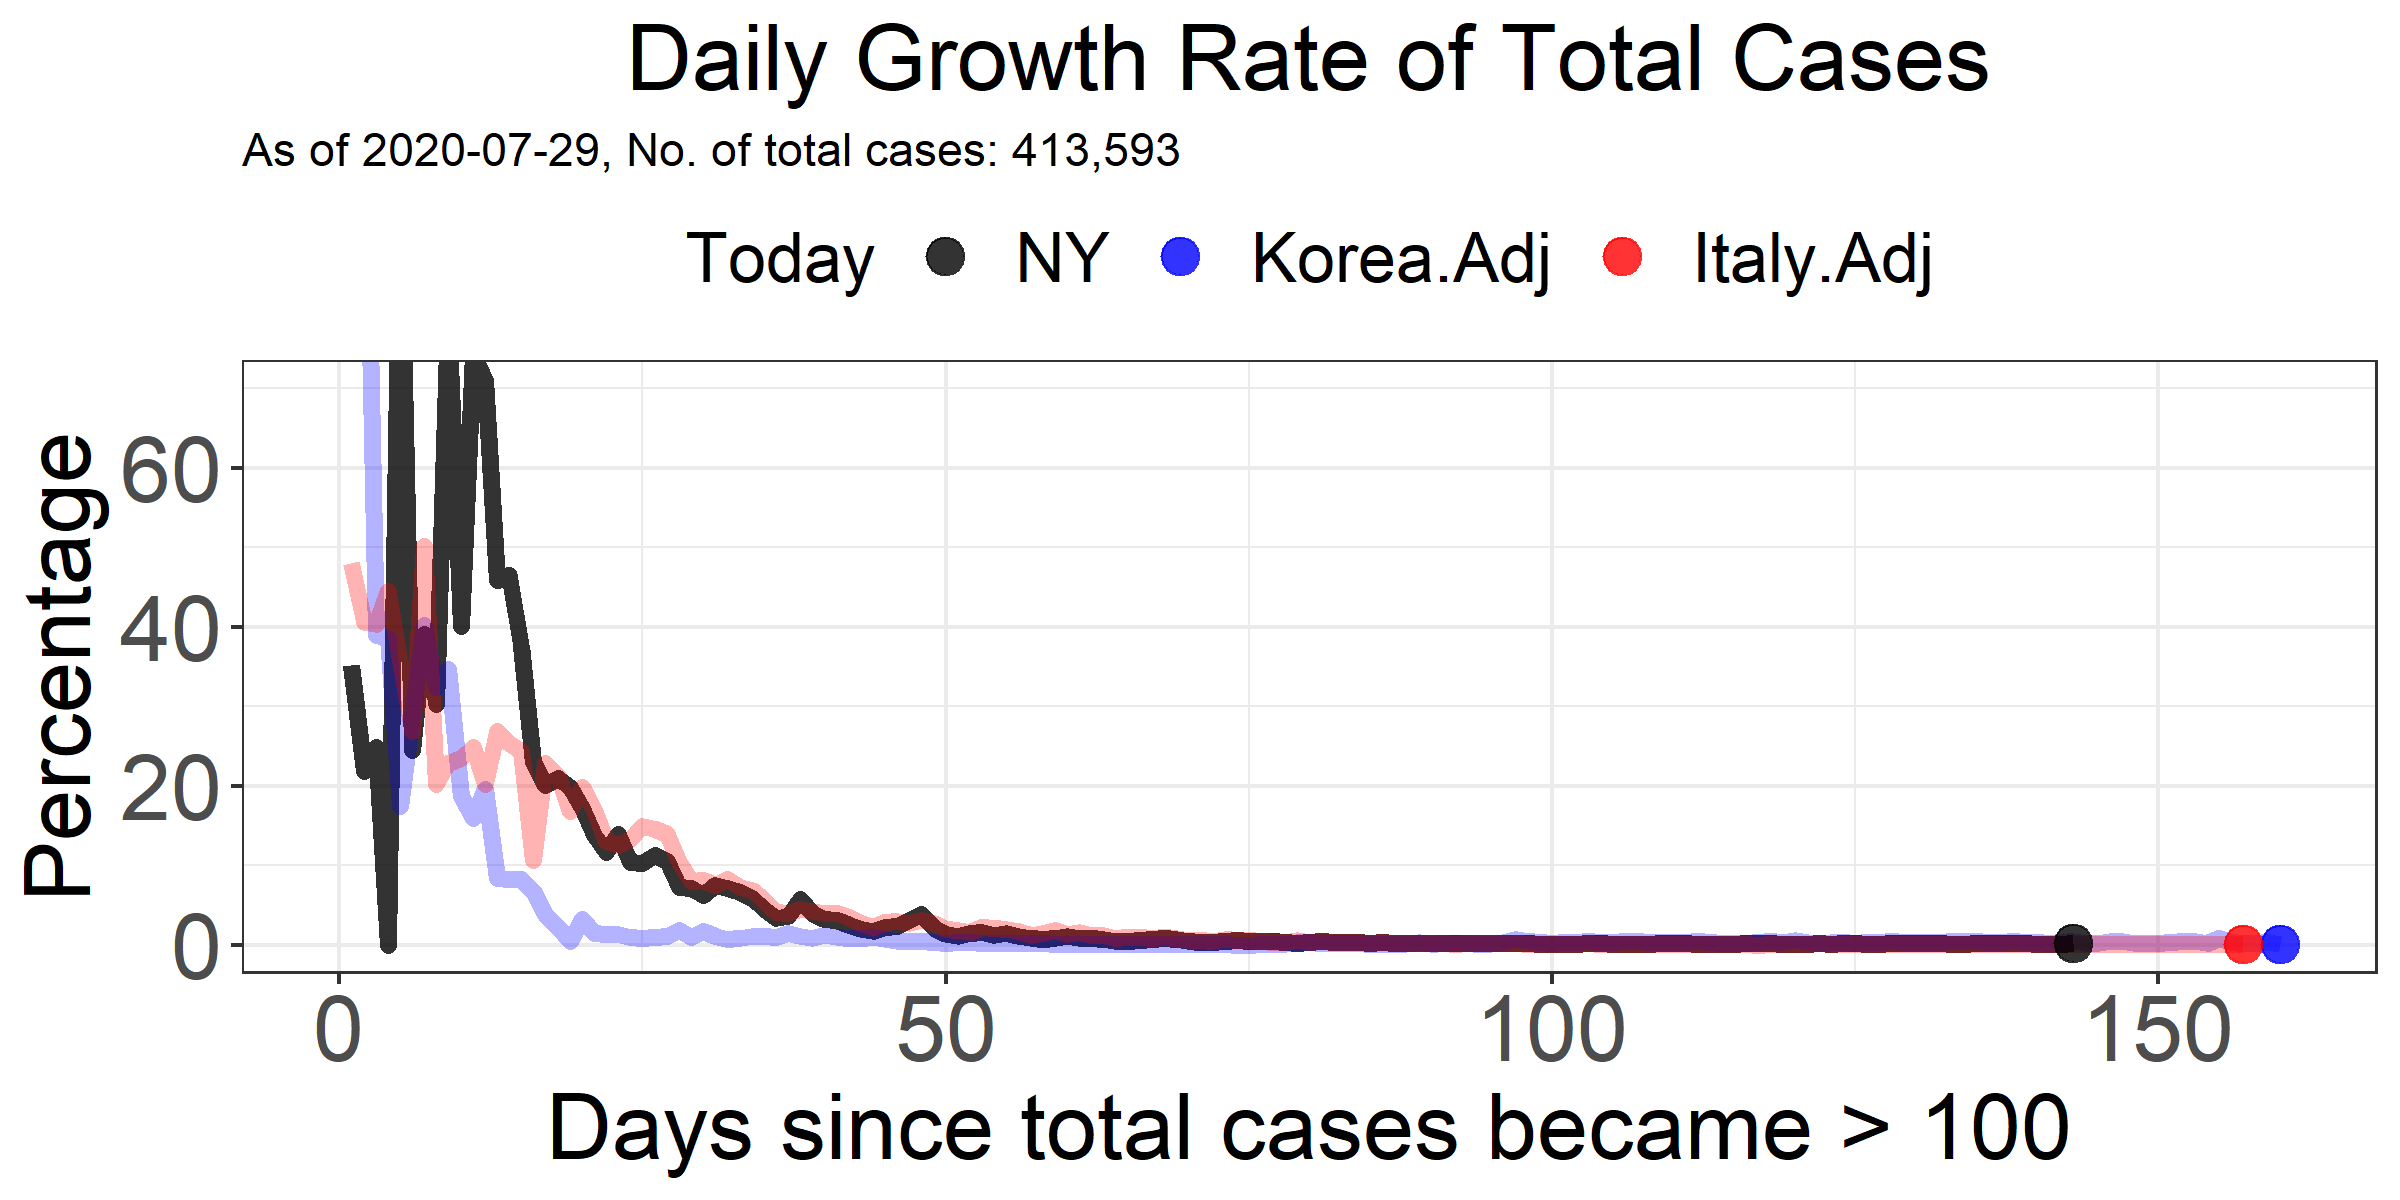 Daily Growth Rate of Total Cases
As of 2020-07-29, No. of total cases: 413,593
Today NY Korea.Adj Italy.Adj
Percentage
60
40
20
0
0 50 100 150
Days since total cases became > 100